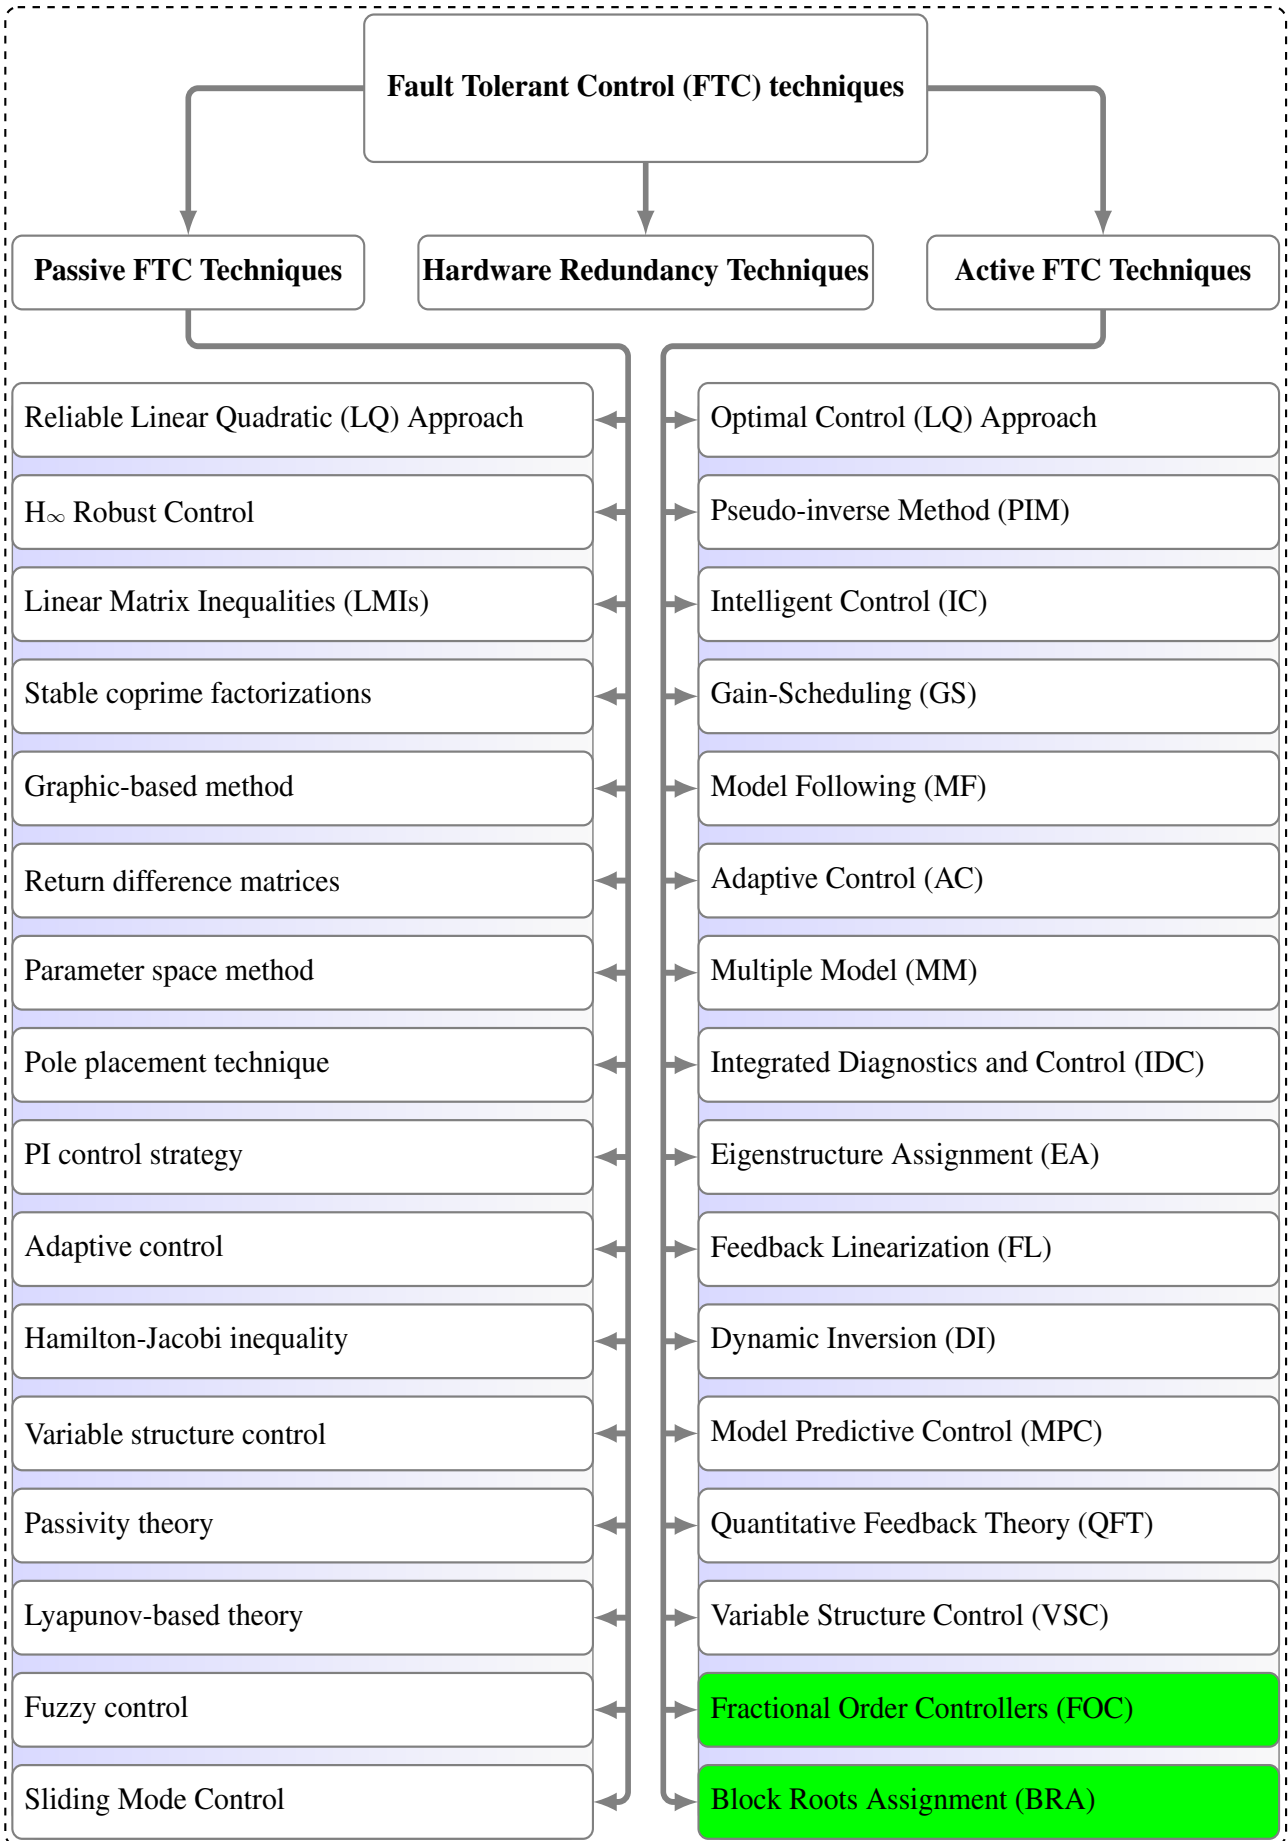 Fault Tolerant Control (FTC) techniques
Passive FTC Techniques
Hardware Redundancy Techniques
Active FTC Techniques
Reliable Linear Quadratic (LQ) Approach
H∞ Robust Control
Linear Matrix Inequalities (LMIs)
Stable coprime factorizations
Graphic-based method
Return difference matrices
Parameter space method
Pole placement technique
PI control strategy
Adaptive control
Hamilton-Jacobi inequality
Variable structure control
Passivity theory
Lyapunov-based theory
Fuzzy control
Sliding Mode Control
Optimal Control (LQ) Approach
Pseudo-inverse Method (PIM)
Intelligent Control (IC)
Gain-Scheduling (GS)
Model Following (MF)
Adaptive Control (AC)
Multiple Model (MM)
Integrated Diagnostics and Control (IDC)
Eigenstructure Assignment (EA)
Feedback Linearization (FL)
Dynamic Inversion (DI)
Model Predictive Control (MPC)
Quantitative Feedback Theory (QFT)
Variable Structure Control (VSC)
Fractional Order Controllers (FOC)
Block Roots Assignment (BRA)